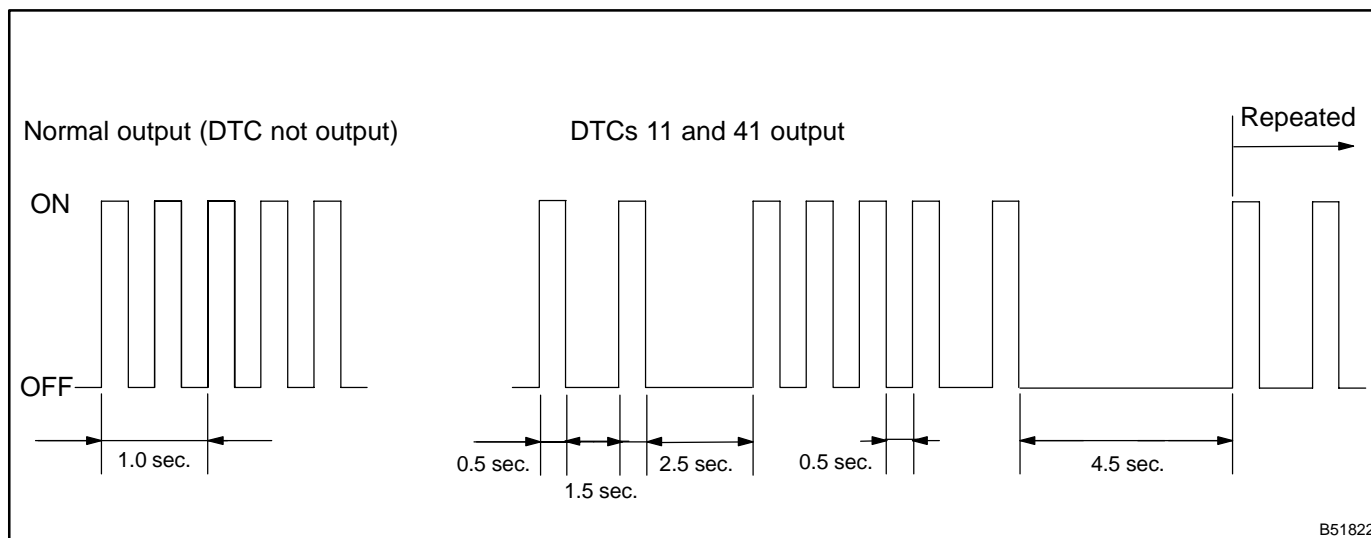 Normal output (DTC not output)
DTCs 11 and 41 output
Repeated
ON
OFF
1.0 sec.
0.5 sec.
1.5 sec.
2.5 sec.
0.5 sec.
4.5 sec.
B51822